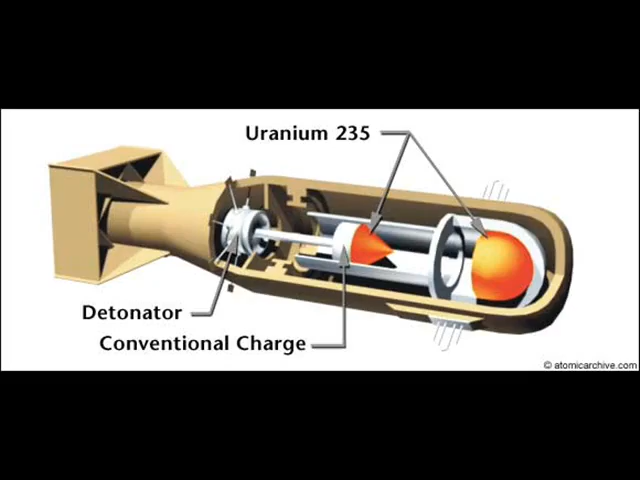 Uranium 235
Detonator
Conventional Charge
© atomicarchive.com